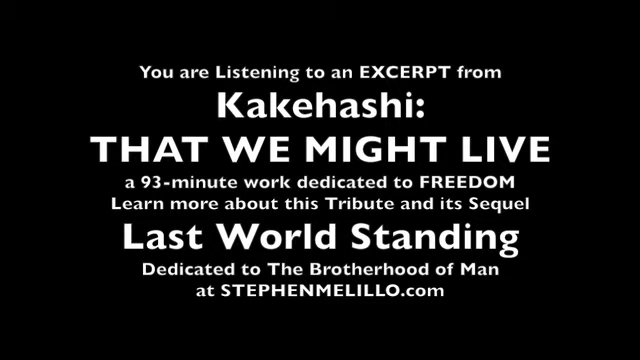 You are Listening to an EXCERPT from
Kakehashi:
THAT WE MIGHT LIVE
a 93-minute work dedicated to FREEDOM
Learn more about this Tribute and its Sequel
Last World Standing
Dedicated to The Brotherhood of Man
at STEPHENMELILLO.com